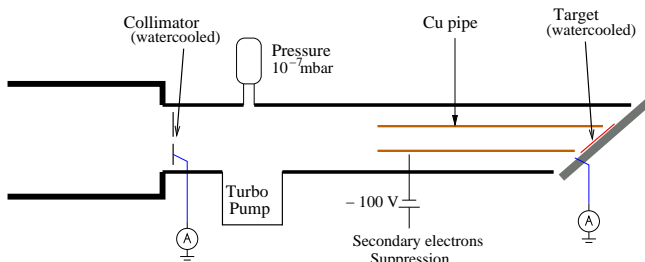 Collimator
(watercooled)
Pressure
10⁻⁷mbar
Cu pipe
Target
(watercooled)
Turbo
Pump
− 100 V
A
A
Secondary electrons
Suppression